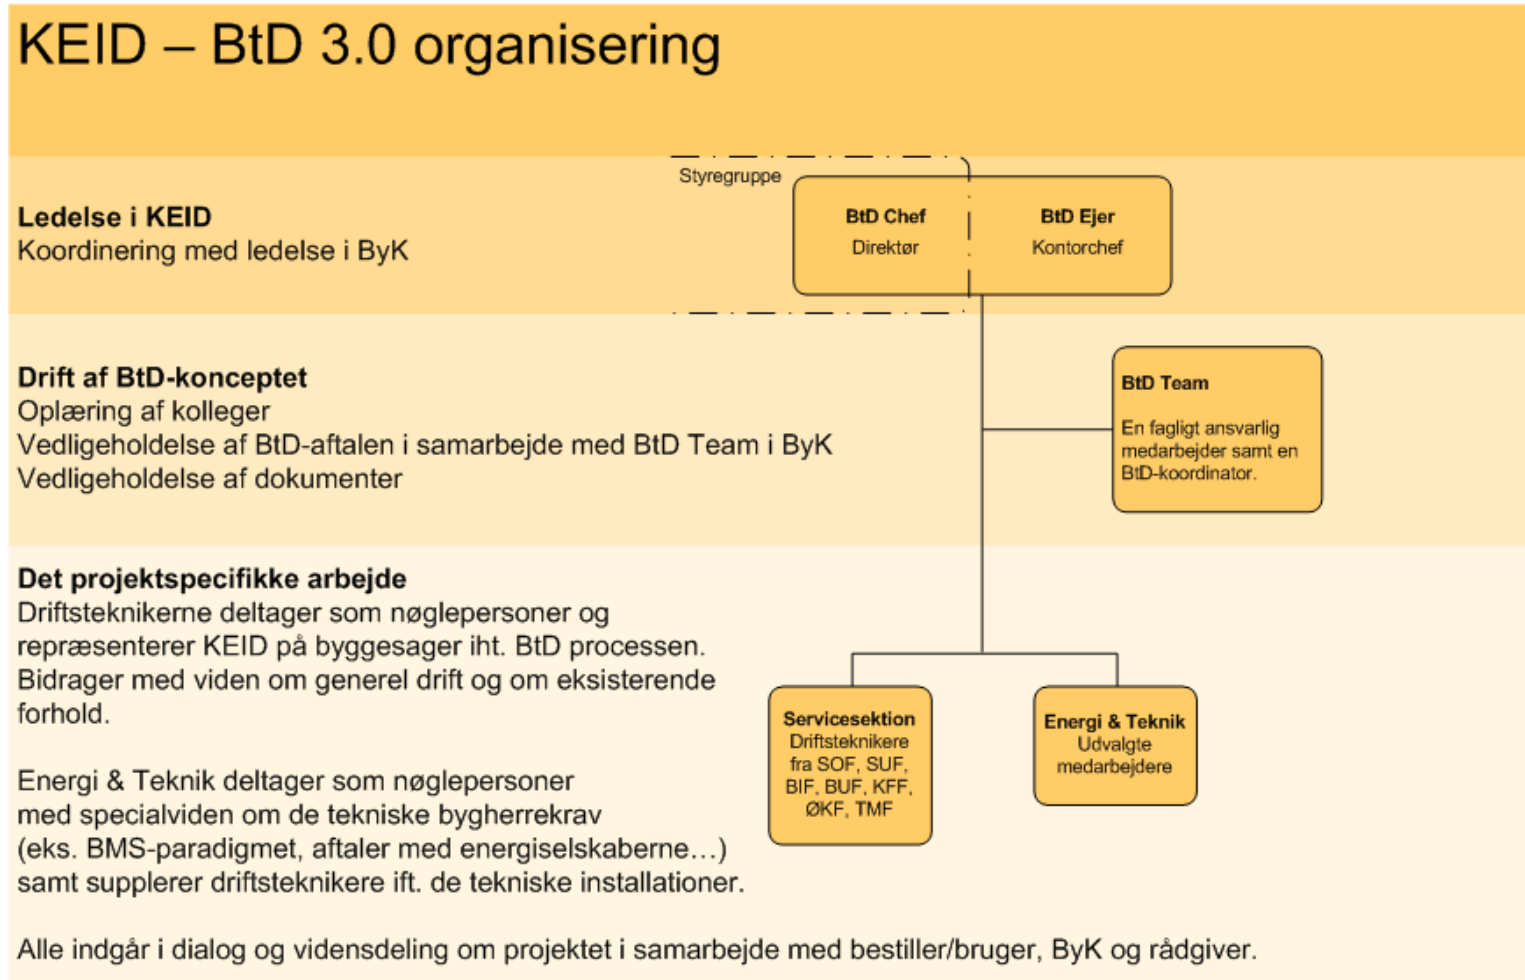 KEID – BtD 3.0 organisering
Styregruppe
Ledelse i KEID
Koordinering med ledelse i ByK
BtD Chef
Direktør
BtD Ejer
Kontorchef
Drift af BtD-konceptet
Oplæring af kolleger
Vedligeholdelse af BtD-aftalen i samarbejde med BtD Team i ByK
Vedligeholdelse af dokumenter
BtD Team
En fagligt ansvarlig
medarbejder samt en
BtD-koordinator.
Det projektspecifikke arbejde
Driftsteknikerne deltager som nøglepersoner og
repræsenterer KEID på byggesager iht. BtD processen.
Bidrager med viden om generel drift og om eksisterende
forhold.
Energi & Teknik deltager som nøglepersoner
med specialviden om de tekniske bygherrekrav
(eks. BMS-paradigmet, aftaler med energiselskaberne…)
samt supplerer driftsteknikere ift. de tekniske installationer.
Servicesektion
Driftsteknikere
fra SOF, SUF,
BIF, BUF, KFF,
ØKF, TMF
Energi & Teknik
Udvalgte
medarbejdere
Alle indgår i dialog og vidensdeling om projektet i samarbejde med bestiller/bruger, ByK og rådgiver.